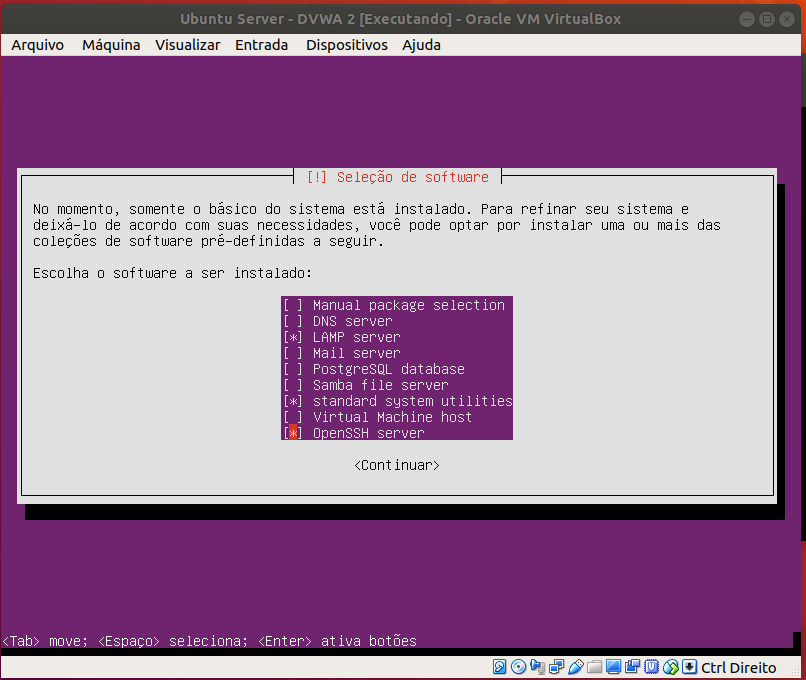 Ubuntu Server - DVWA 2 [Executando] - Oracle VM VirtualBox
Arquivo Máquina Visualizar Entrada Dispositivos Ajuda
[!] Seleção de software
No momento, somente o básico do sistema está instalado. Para refinar seu sistema e
deixá-lo de acordo com suas necessidades, você pode optar por instalar uma ou mais das
coleções de software pré-definidas a seguir.
Escolha o software a ser instalado:
[ ] Manual package selection
[ ] DNS server
[*] LAMP server
[ ] Mail server
[ ] PostgreSQL database
[ ] Samba file server
[*] standard system utilities
[ ] Virtual Machine host
[*] OpenSSH server
<Continuar>
<Tab> move; <Espaço> seleciona; <Enter> ativa botões
Ctrl Direito